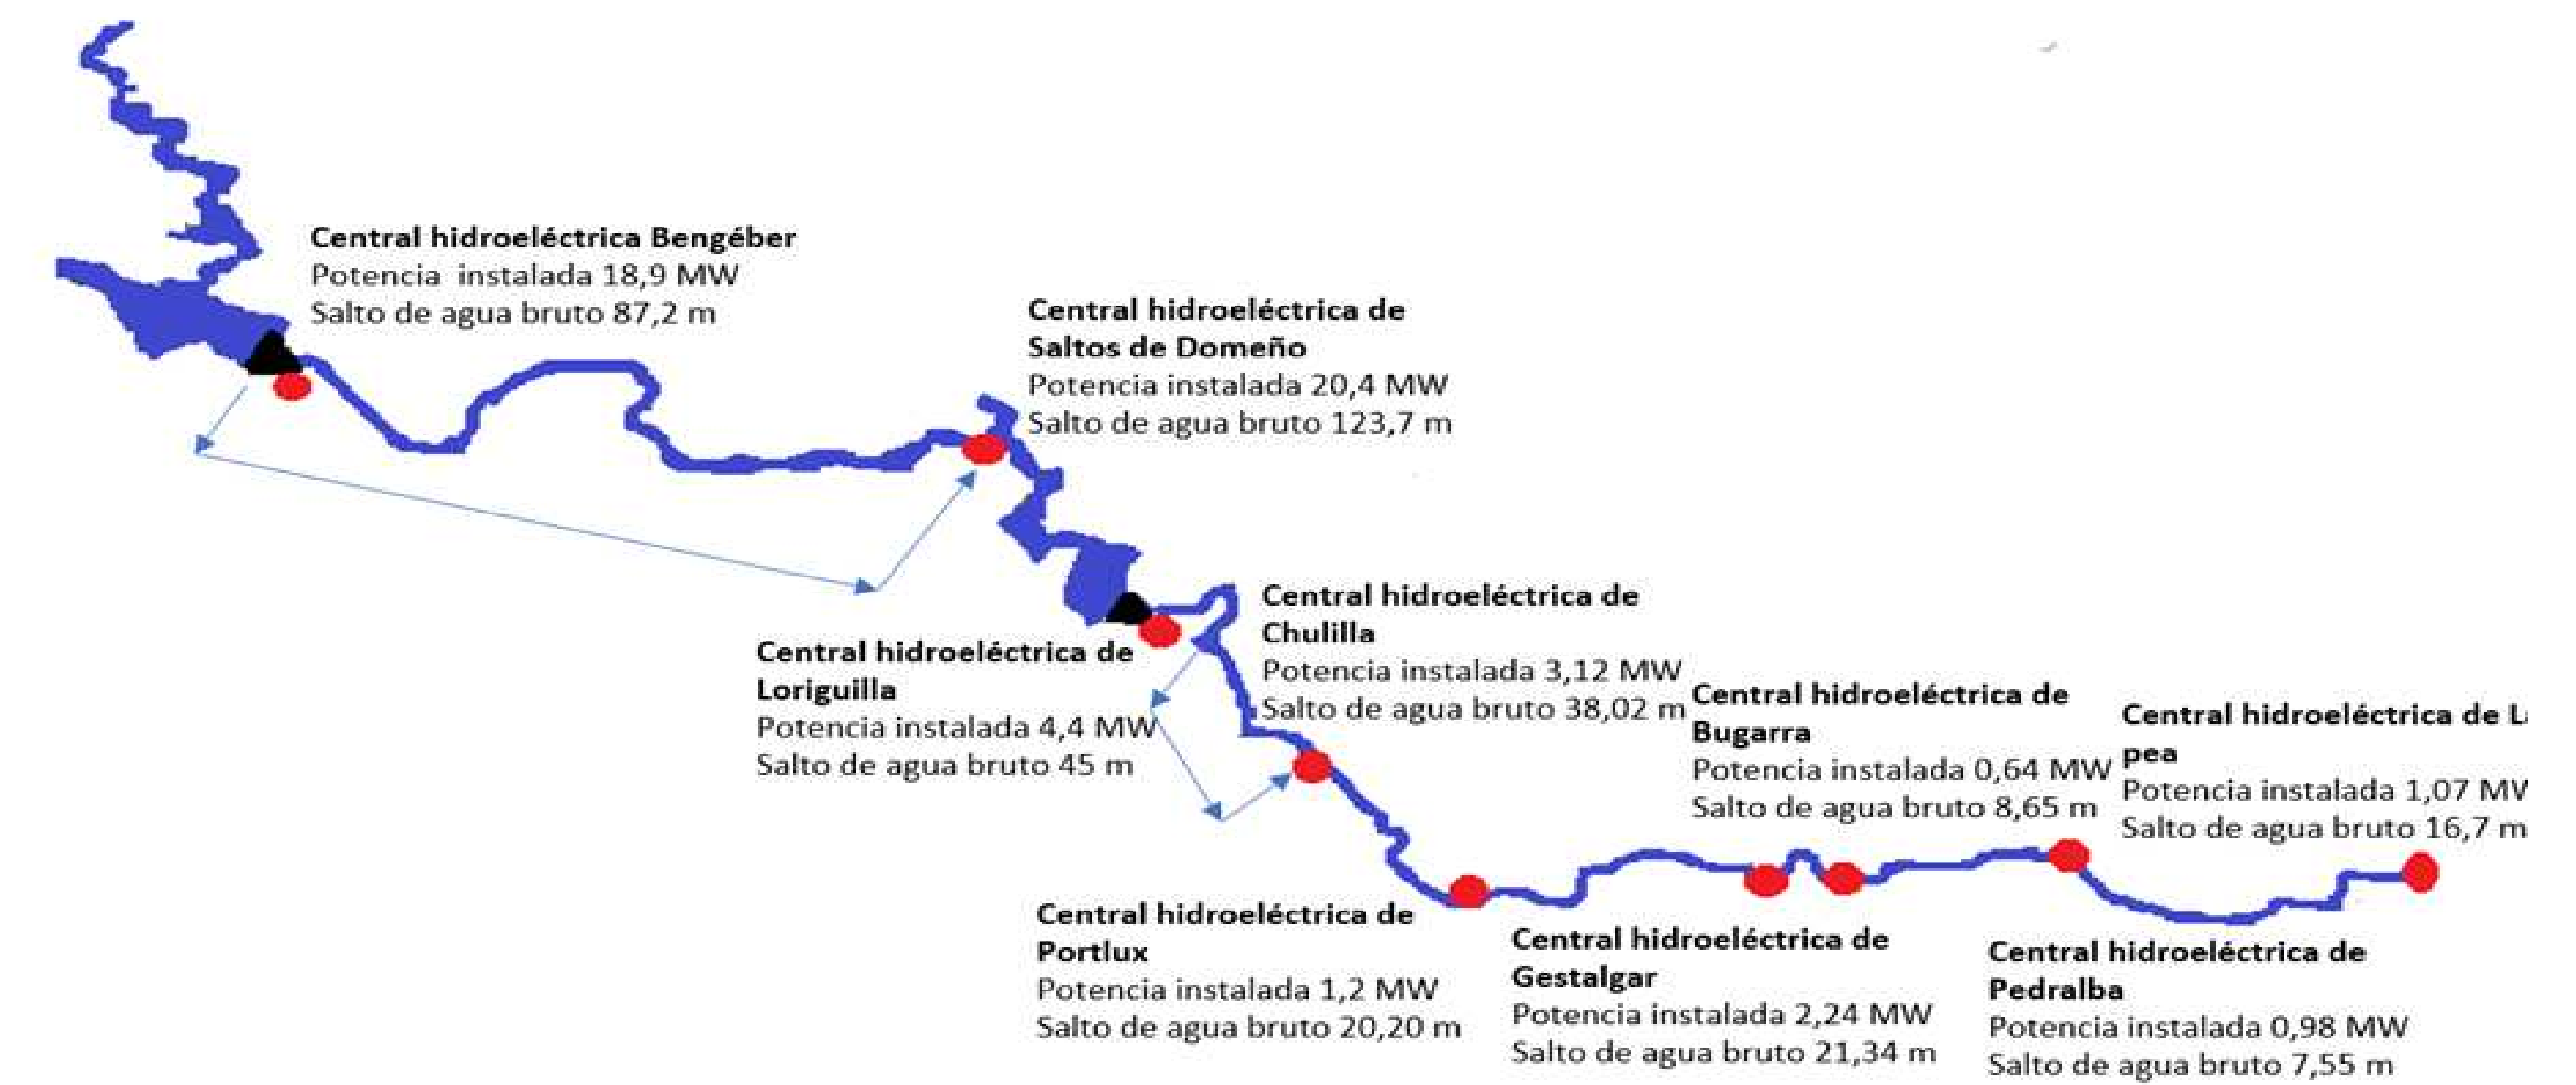 Central hidroeléctrica Bengéber
Potencia instalada 18,9 MW
Salto de agua bruto 87,2 m
Central hidroeléctrica de
Saltos de Domeño
Potencia instalada 20,4 MW
Salto de agua bruto 123,7 m
Central hidroeléctrica de
Loriguilla
Potencia instalada 4,4 MW
Salto de agua bruto 45 m
Central hidroeléctrica de
Chulilla
Potencia instalada 3,12 MW
Salto de agua bruto 38,02 m
Central hidroeléctrica de
Bugarra
Potencia instalada 0,64 MW
Salto de agua bruto 8,65 m
Central hidroeléctrica de
pea
Potencia instalada 1,07
Salto de agua bruto 16,7 m
Central hidroeléctrica de
Portlux
Potencia instalada 1,2 MW
Salto de agua bruto 20,20 m
Central hidroeléctrica de
Gestalgar
Potencia instalada 2,24 MW
Salto de agua bruto 21,34 m
Central hidroeléctrica de
Pedralba
Potencia instalada 0,98 MW
Salto de agua bruto 7,55 m